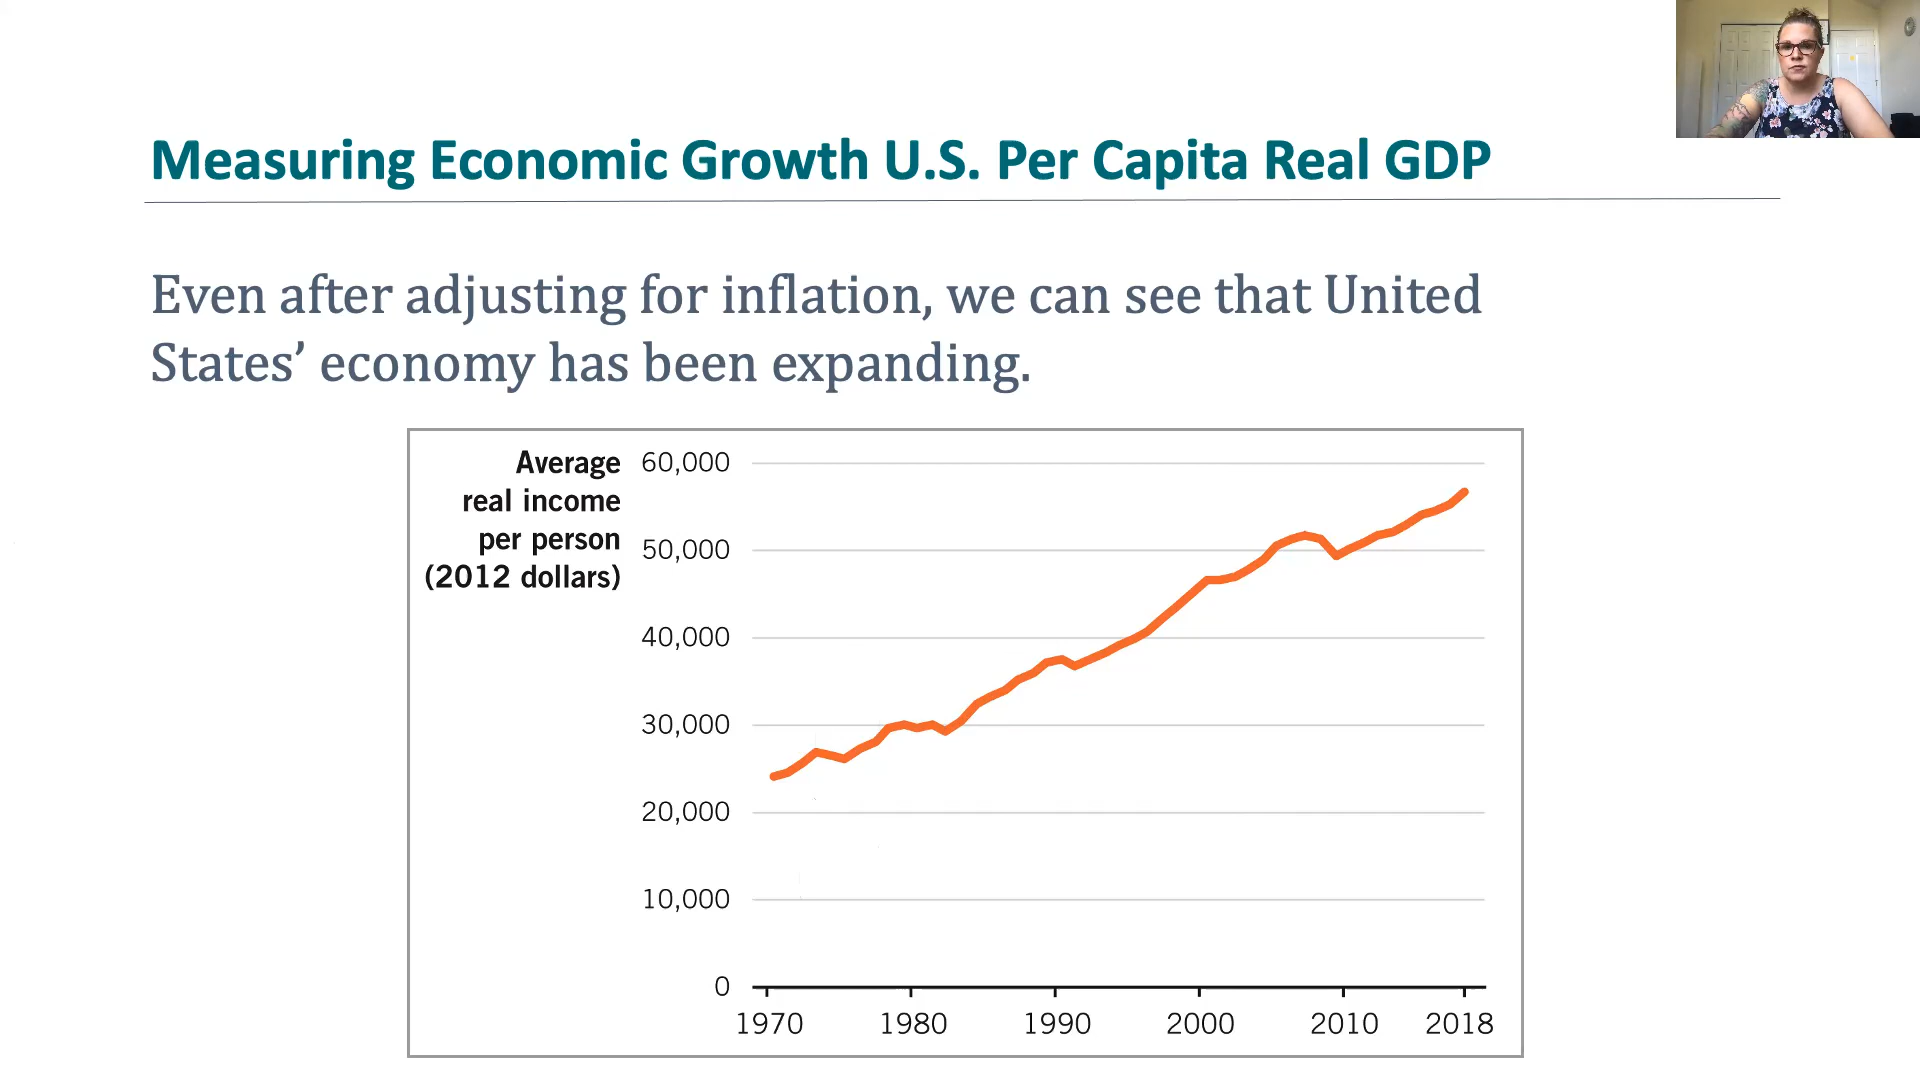 Measuring Economic Growth U.S. Per Capita Real GDP
Even after adjusting for inflation, we can see that United
States’ economy has been expanding.
Average
real income
per person
(2012 dollars)
60,000
50,000
40,000
30,000
20,000
10,000
0
1970 1980 1990 2000 2010 2018